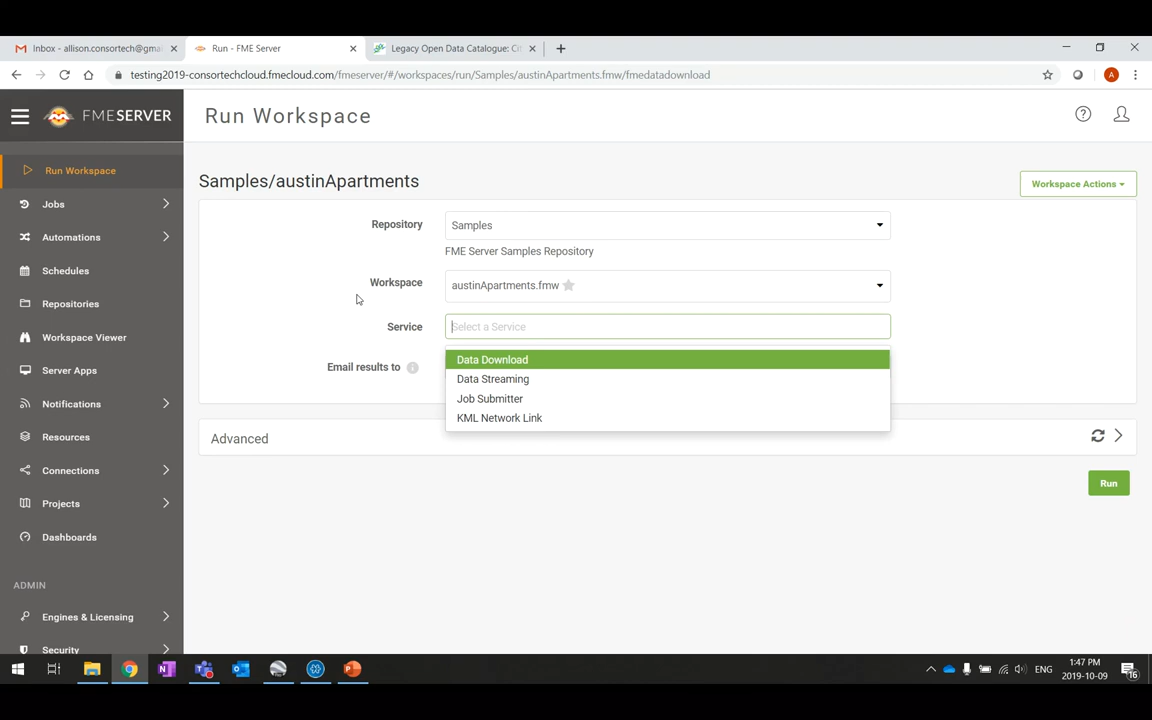 Inbox - allison.consortech@gma
Run - FME Server
Legacy Open Data Catalogue: Ci
testing2019-consortechcloud.fmecloud.com/fmeserver/#/workspaces/run/Samples/austinApartments.fmw/fmedatadownload
A
FMESERVER
Run Workspace
Run Workspace
Samples/austinApartments
Workspace Actions
Jobs
Repository
Samples
Automations
FME Server Samples Repository
Schedules
Workspace
austinApartments.fmw
Repositories
Service
Select a Service
Workspace Viewer
Data Download
Email results to
Server Apps
Data Streaming
Job Submitter
Notifications
KML Network Link
Resources
Advanced
Connections
Run
Projects
Dashboards
ADMIN
Engines & Licensing
Security
ENG
1:47 PM
2019-10-09
16